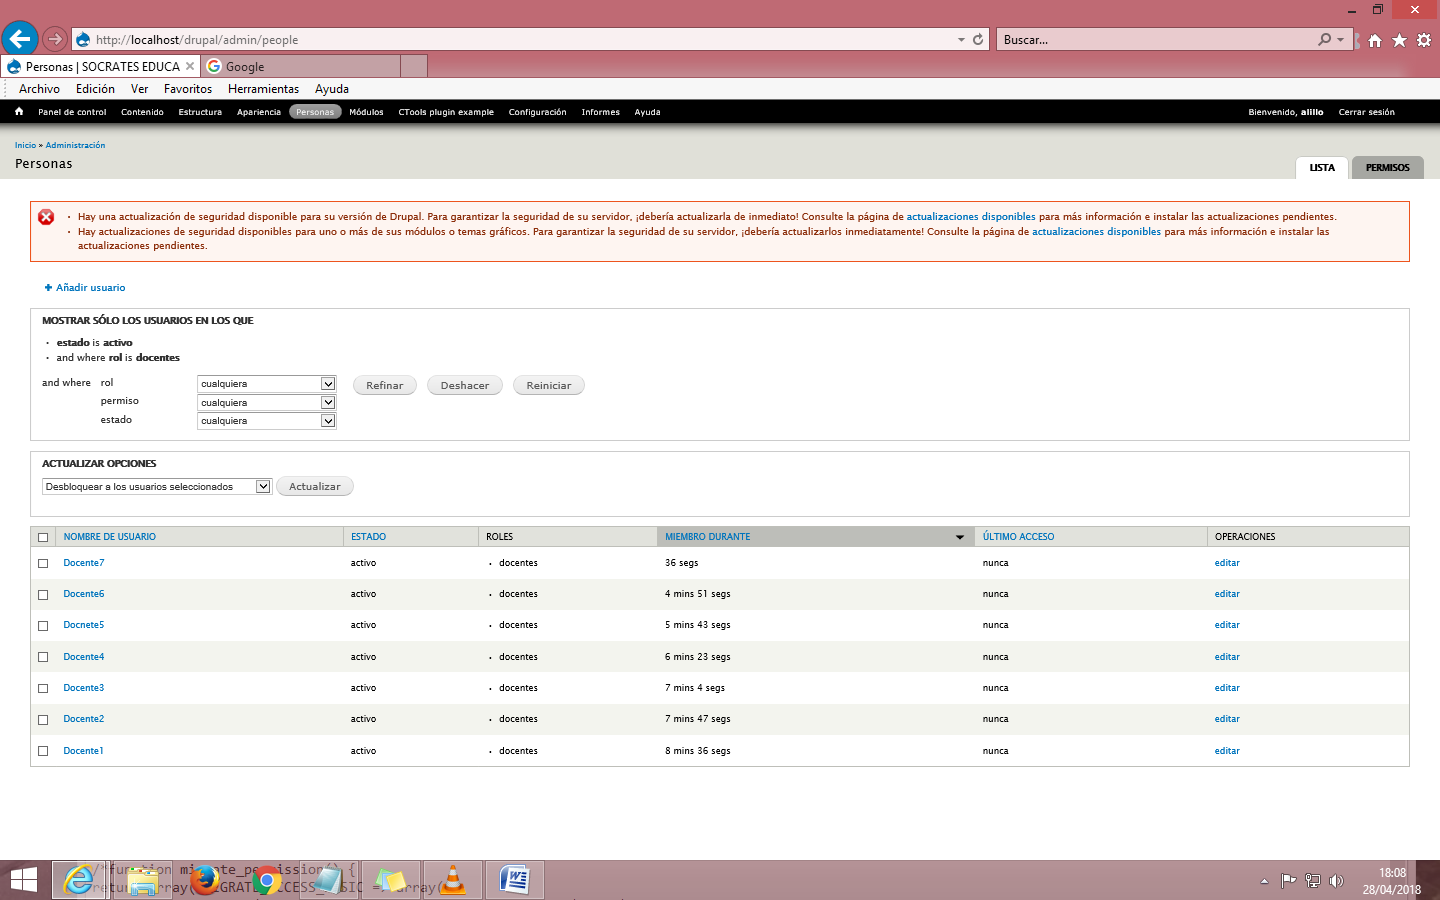 http://localhost/drupal/admin/people
Buscar...
Personas | SOCRATES EDUCA
Google
Archivo Edición Ver Favoritos Herramientas Ayuda
Panel de control Contenido Estructura Apariencia Personas Módulos CTools plugin example Configuración Informes Ayuda Bienvenido, alillo Cerrar sesión
Inicio » Administración
Personas
LISTA PERMISOS
· Hay una actualización de seguridad disponible para su versión de Drupal. Para garantizar la seguridad de su servidor, ¡debería actualizarla de inmediato! Consulte la página de actualizaciones disponibles para más información e instalar las actualizaciones pendientes.
· Hay actualizaciones de seguridad disponibles para uno o más de sus módulos o temas gráficos. Para garantizar la seguridad de su servidor, ¡debería actualizarlos inmediatamente! Consulte la página de actualizaciones disponibles para más información e instalar las
actualizaciones pendientes.
+ Añadir usuario
MOSTRAR SÓLO LOS USUARIOS EN LOS QUE
· estado is activo
· and where rol is docentes
and where rol cualquiera Refinar Deshacer Reiniciar
permiso cualquiera
estado cualquiera
ACTUALIZAR OPCIONES
Desbloquear a los usuarios seleccionados Actualizar
NOMBRE DE USUARIO ESTADO ROLES MIEMBRO DURANTE ÚLTIMO ACCESO OPERACIONES
Docente7 activo · docentes 36 segs nunca editar
Docente6 activo · docentes 4 mins 51 segs nunca editar
Docnete5 activo · docentes 5 mins 43 segs nunca editar
Docente4 activo · docentes 6 mins 23 segs nunca editar
Docente3 activo · docentes 7 mins 4 segs nunca editar
Docente2 activo · docentes 7 mins 47 segs nunca editar
Docente1 activo · docentes 8 mins 36 segs nunca editar
18:08
28/04/2018